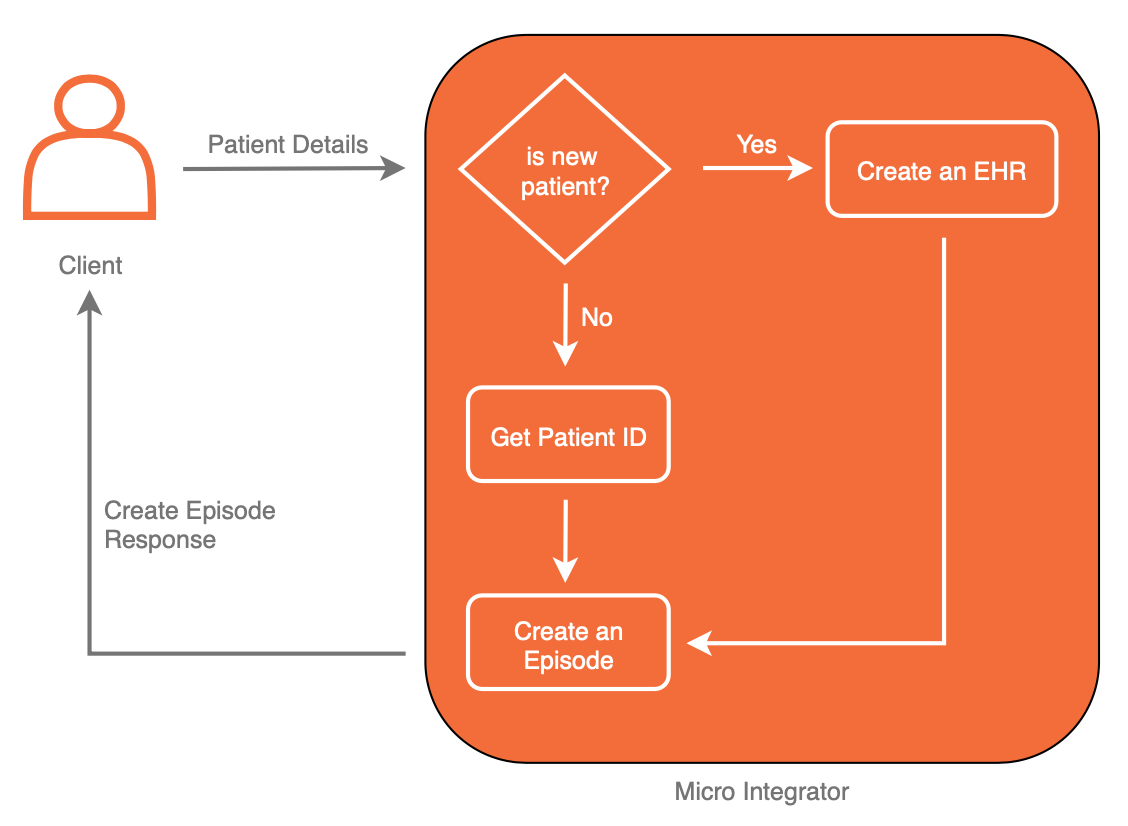 Patient Details
is new
patient?
Yes
Create an EHR
Client
No
Get Patient ID
Create Episode
Response
Create an
Episode
Micro Integrator